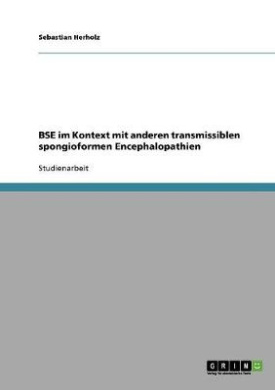 Sebastian Herholz
BSE im Kontext mit anderen transmissiblen
spongioformen Encephalopathien
Studienarbeit
GRIN